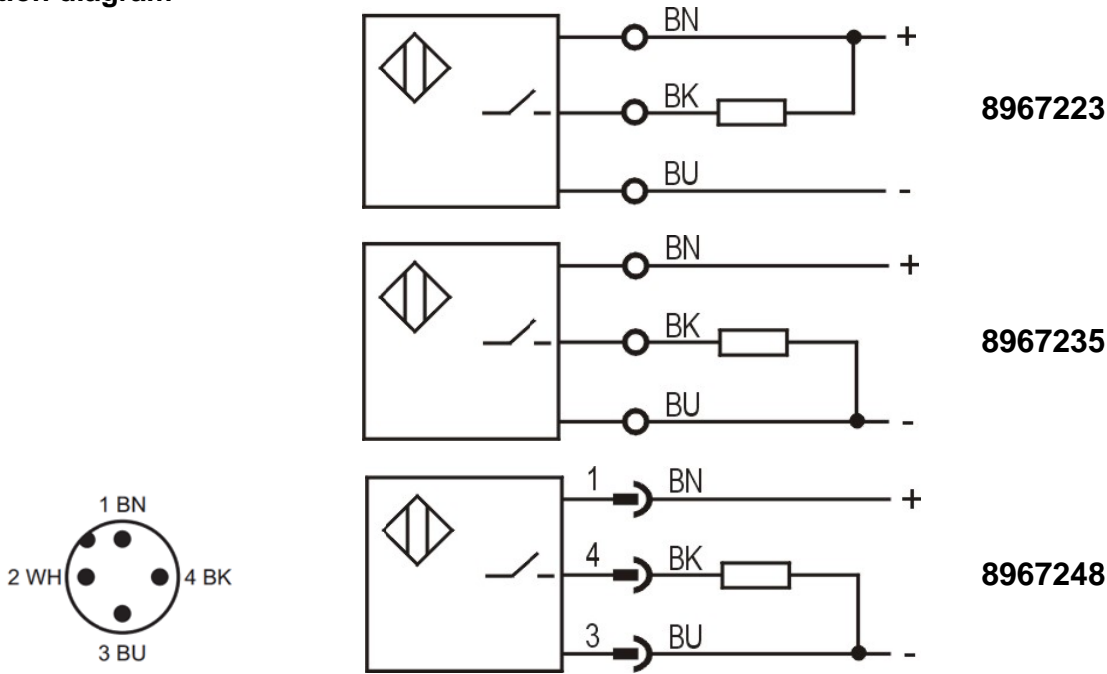 diagram
BN
+
BK
8967223
BU
-
BN
+
BK
8967235
BU
-
1 BN
+
4 BK
8967248
3 BU
-
1 BN
2 WH
4 BK
3 BU